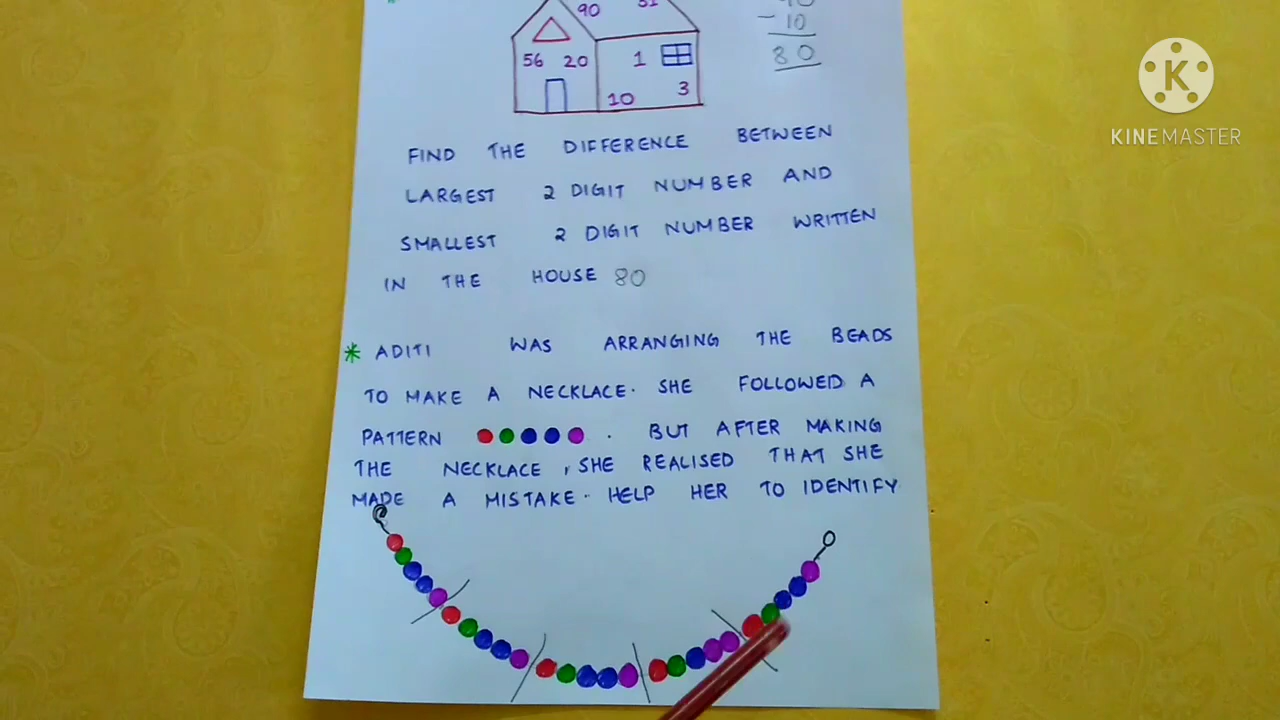 90
56 20 1
10 3
- 10
80
KINEMASTER
FIND THE DIFFERENCE BETWEEN
LARGEST 2 DIGIT NUMBER AND
SMALLEST 2 DIGIT NUMBER WRITTEN
IN THE HOUSE 80
* ADITI WAS ARRANGING THE BEADS
TO MAKE A NECKLACE. SHE FOLLOWED A
PATTERN . BUT AFTER MAKING
THE NECKLACE, SHE REALISED THAT SHE
MADE A MISTAKE. HELP HER TO IDENTIFY